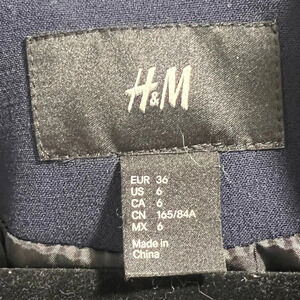 H&M
EUR 36
US 6
CA 6
CN 165/84A
MX 6
Made in
China